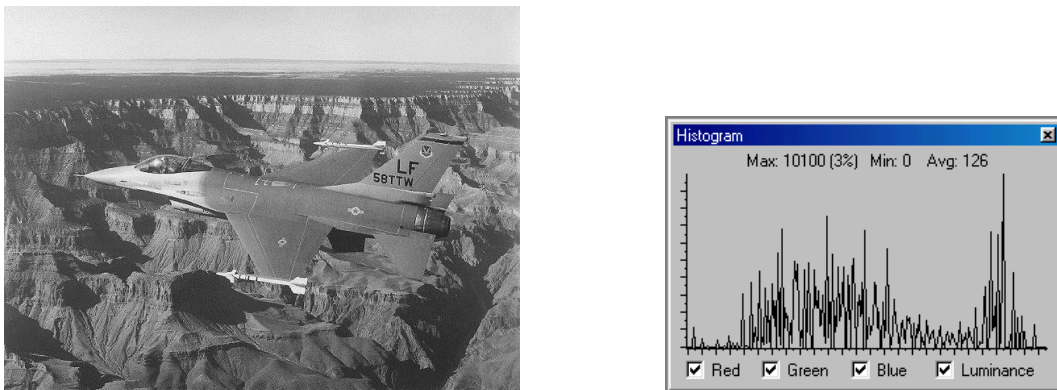 LF
58TTW
Histogram
Max: 10100 (3%) Min: 0 Avg: 126
Red Green Blue Luminance